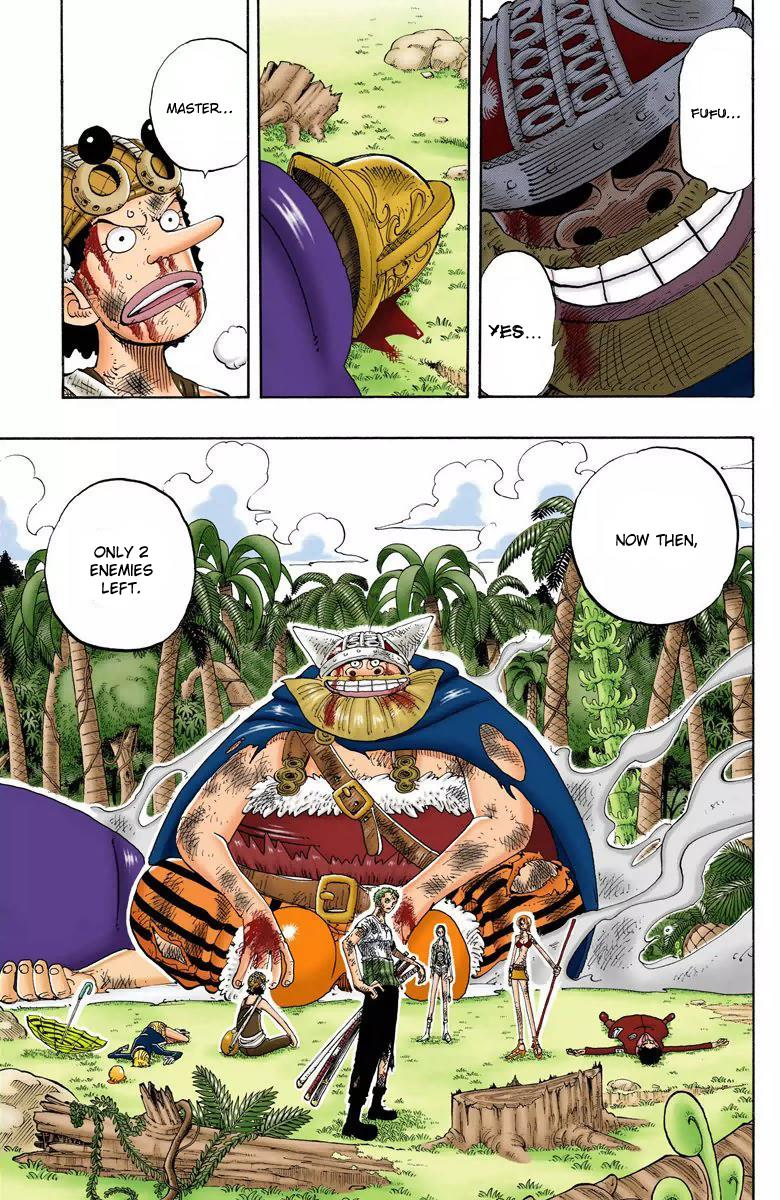 FUFU...
YES...
MASTER...
NOW THEN,
ONLY 2
ENEMIES
LEFT.